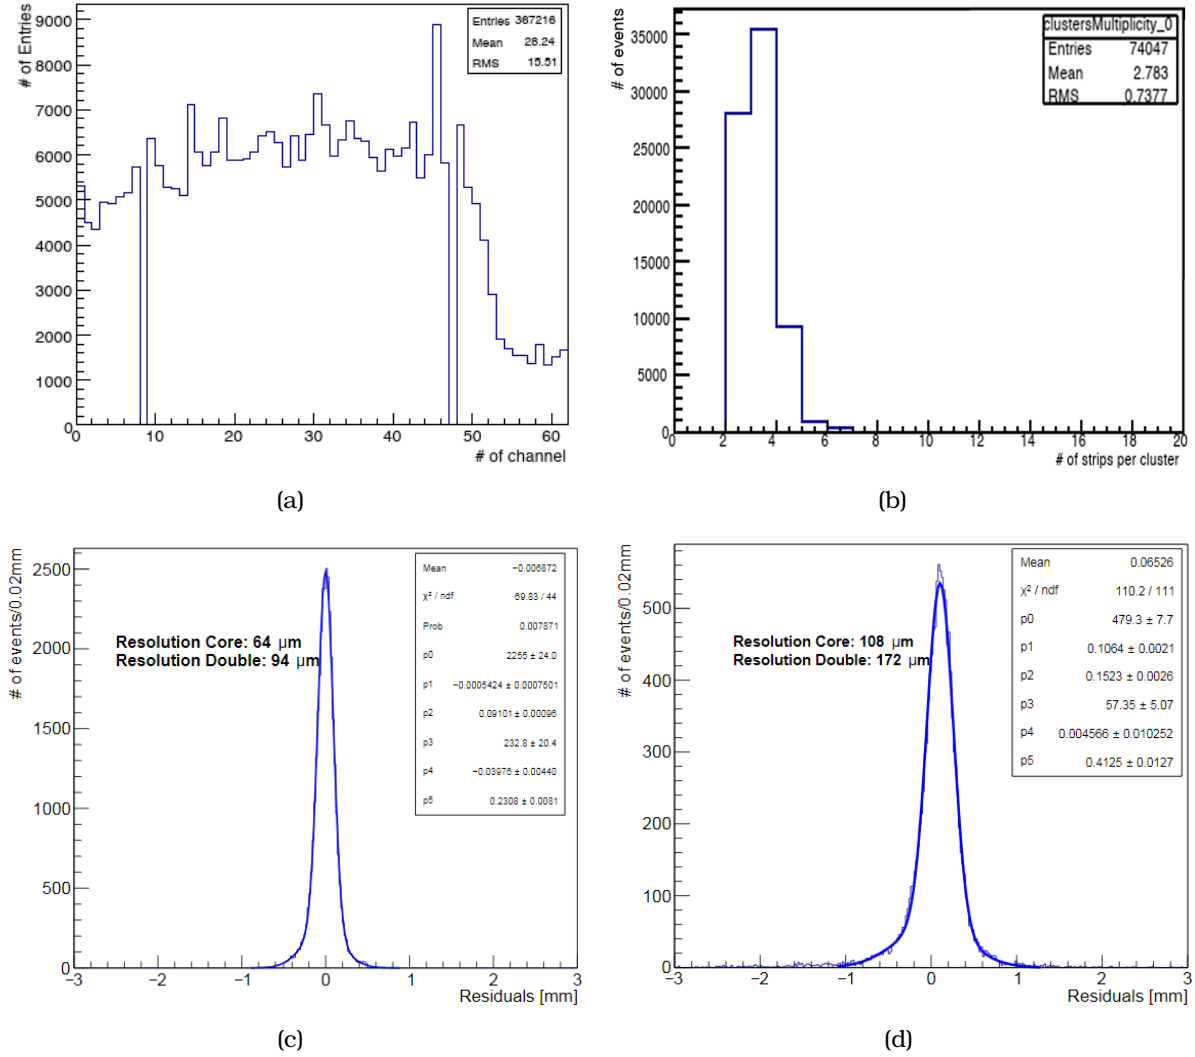 Entries 367216
Mean 28.24
RMS 15.51
# of Entries
9000
8000
7000
6000
5000
4000
3000
2000
1000
0
0 10 20 30 40 50 60
# of channel
(a)
clustersMultiplicity_0
Entries 74047
Mean 2.783
RMS 0.7377
# of events
35000
30000
25000
20000
15000
10000
5000
0
0 2 4 6 8 10 12 14 16 18 20
# of strips per cluster
(b)
# of events/0.02mm
2500
2000
1500
1000
500
0
Resolution Core: 64 μm
Resolution Double: 94 μm
Mean −0.006872
χ² / ndf 69.83 / 44
Prob 0.007871
p0 2255 ± 24.0
p1 −0.0005424 ± 0.0007501
p2 0.09101 ± 0.00096
p3 232.8 ± 20.4
p4 −0.03976 ± 0.00440
p5 0.2308 ± 0.0081
−3 −2 −1 0 1 2 3
Residuals [mm]
(c)
# of events/0.02mm
500
400
300
200
100
0
Resolution Core: 108 μm
Resolution Double: 172 μm
Mean 0.06526
χ² / ndf 110.2 / 111
p0 479.3 ± 7.7
p1 0.1064 ± 0.0021
p2 0.1523 ± 0.0026
p3 57.35 ± 5.07
p4 0.004566 ± 0.010252
p5 0.4125 ± 0.0127
−3 −2 −1 0 1 2 3
Residuals [mm]
(d)